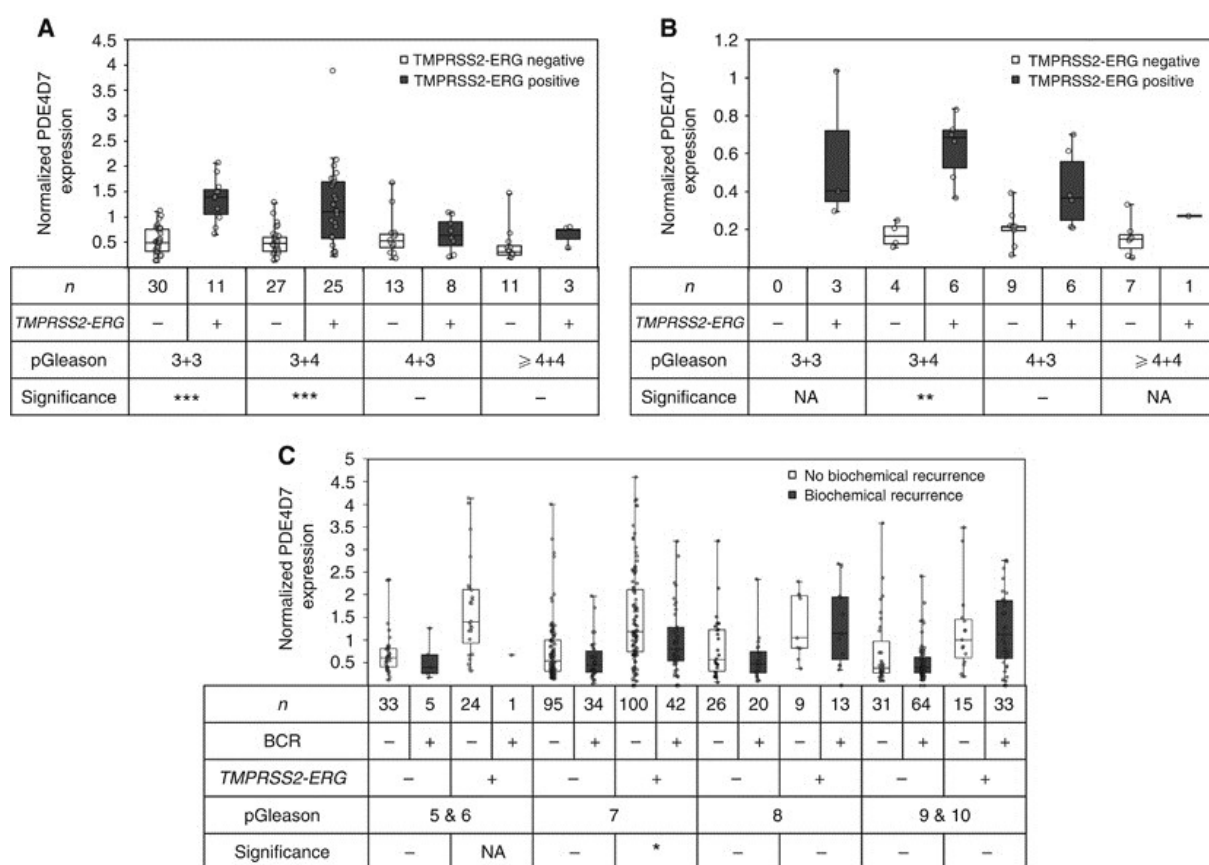 A
4.5
4
3.5
3
2.5
2
1.5
1
0.5
Normalized PDE4D7
expression
TMPRSS2-ERG negative
TMPRSS2-ERG positive
n 30 11 27 25 13 8 11 3
TMPRSS2-ERG – + – + – + – +
pGleason 3+3 3+4 4+3 ⩾ 4+4
Significance *** *** – –
B
1.2
1
0.8
0.6
0.4
0.2
Normalized PDE4D7
expression
TMPRSS2-ERG negative
TMPRSS2-ERG positive
n 0 3 4 6 9 6 7 1
TMPRSS2-ERG – + – + – + – +
pGleason 3+3 3+4 4+3 ⩾ 4+4
Significance NA ** – NA
C
5
4.5
4
3.5
3
2.5
2
1.5
1
0.5
Normalized PDE4D7
expression
No biochemical recurrence
Biochemical recurrence
n 33 5 24 1 95 34 100 42 26 20 9 13 31 64 15 33
BCR – + – + – + – + – + – + – + – +
TMPRSS2-ERG – + – + – + – +
pGleason 5 & 6 7 8 9 & 10
Significance – NA – * – – – –